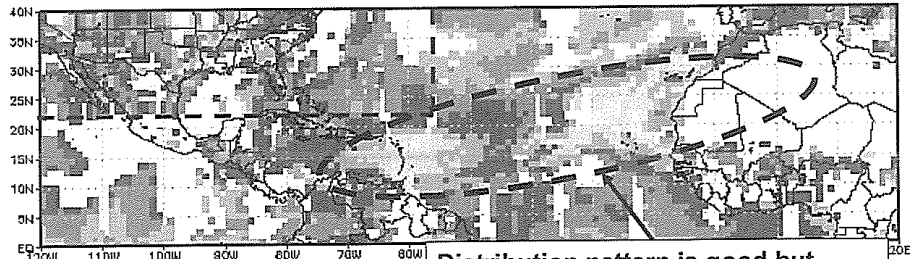 40N
35N
30N
25N
20N
15N
10N
5N
EQ
120W 110W 100W 90W 80W 70W 60W 20E
Distribution pattern is good but